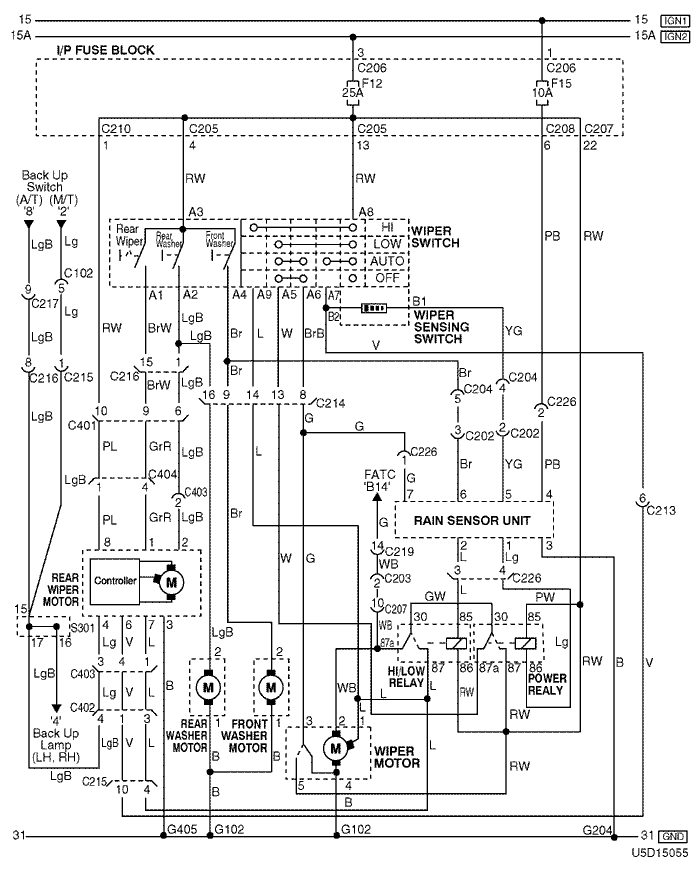 15 15 IGN1
15A 15A IGN2
I/P FUSE BLOCK 3 1
C206 C206
F12 F15
25A 10A
C210 C205 C205 C208 C207
1 4 13 6 22
Back Up
Switch
(A/T) (M/T)
'8' '2'
RW RW
A3 A8
LgB Lg PB RW
Rear
Wiper
Rear
Washer
Front
Washer
HI
LOW
AUTO
OFF
WIPER
SWITCH
C102
9 5
C217
A1 A2 A4 A9 A5 A6 A7 B1
B2
WIPER
SENSING
SWITCH
LgB Lg RW BrW LgB LgB Br L W BrB V YG
8 1 15 1 Br Br
C216 C215 C216 BrW LgB
C204 C204
5 4
16 9 14 13 8 C214
C226
2
LgB 10 9 6
C401
G G
3 2
C202 C202
PL GrR LgB L C226
Br YG PB
LgB C404
1 4
C403
2
FATC
'B14'
G 7 6 5 4
PL GrR LgB Br G
RAIN SENSOR UNIT
8 1 2 W G
14 C219
WB
2 1 3
2 C203
Lg
3 4 C226
L
REAR
WIPER
MOTOR
Controller M
10 C207
GW PW
WB 30 85 30 85
15 S301
17 16
4 6 7 3
Lg V L
LgB
87a
Lg
RW B V
6 C213
HI/LOW
RELAY
87 86 87a 87 86
POWER
REALY
LgB 3 4 1
C403
B 2 2
Lg V L
M M
WB L L RW
C402
'4'
Back Up
Lamp
(LH, RH)
4 1 3
1 1
REAR
WASHER
MOTOR
FRONT
WASHER
MOTOR
3 2 1
M
WIPER
MOTOR
RW
LgB V L
B L
RW
LgB C215
10 4
B 5 4
B
31 G405 G102 G102 G204 31 GND
U5D15055